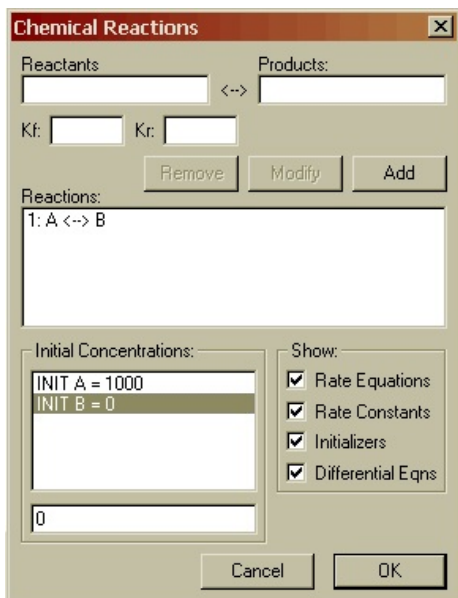 Chemical Reactions
Reactants Products:
<-->
Kf: Kr:
Remove Modify Add
Reactions:
1: A <--> B
Initial Concentrations:
INIT A = 1000
INIT B = 0
0
Show:
Rate Equations
Rate Constants
Initializers
Differential Eqns
Cancel OK